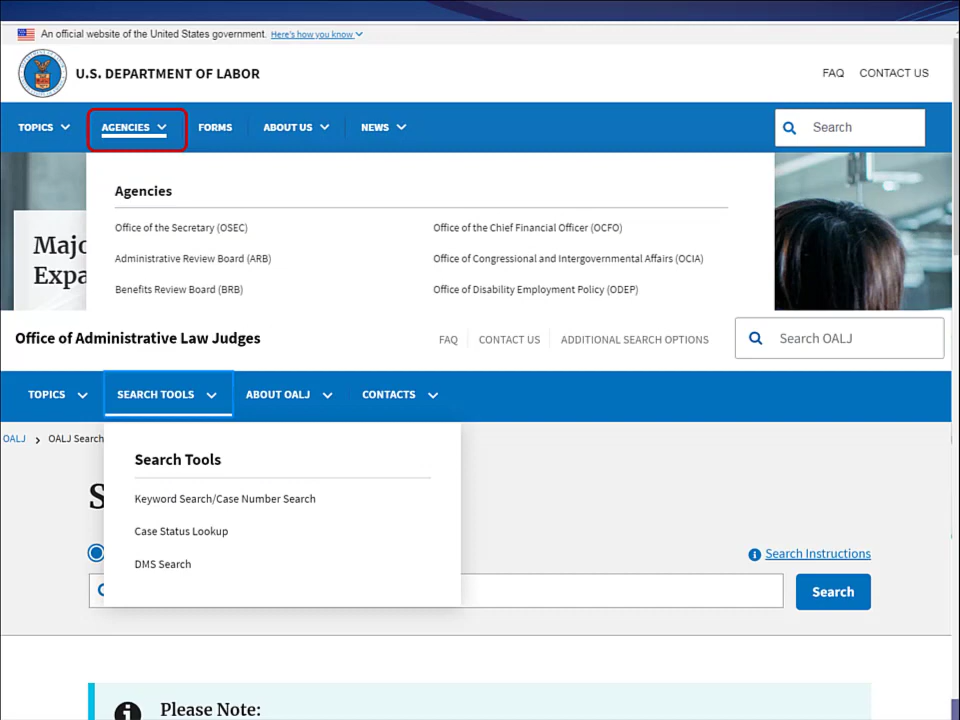 An official website of the United States government. Here's how you know
U.S. DEPARTMENT OF LABOR
FAQ CONTACT US
TOPICS AGENCIES FORMS ABOUT US NEWS Search
Agencies
Office of the Secretary (OSEC) Office of the Chief Financial Officer (OCFO)
Administrative Review Board (ARB) Office of Congressional and Intergovernmental Affairs (OCIA)
Benefits Review Board (BRB) Office of Disability Employment Policy (ODEP)
Majo
Expa
Office of Administrative Law Judges
FAQ CONTACT US ADDITIONAL SEARCH OPTIONS Search OALJ
TOPICS SEARCH TOOLS ABOUT OALJ CONTACTS
OALJ OALJ Search
Search Tools
Keyword Search/Case Number Search
Case Status Lookup
DMS Search
S
Search Instructions
Search
Please Note: